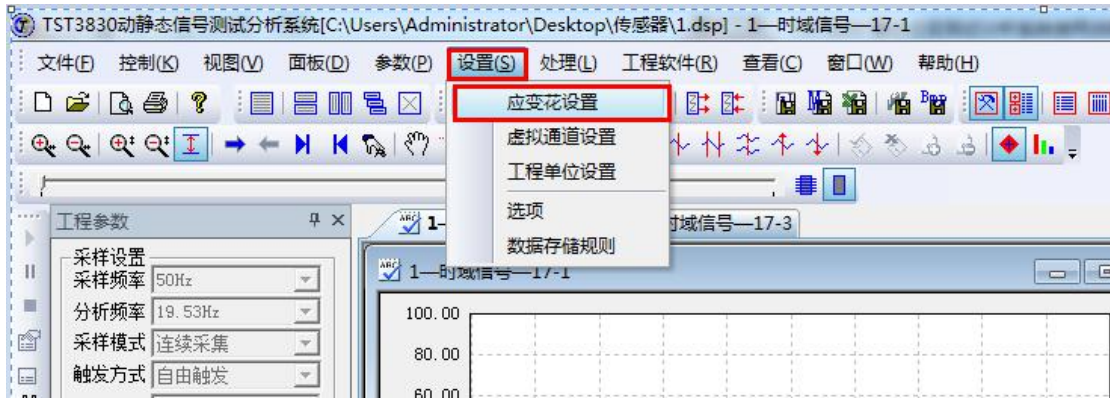 TST3830动静态信号测试分析系统[C:\Users\Administrator\Desktop\传感器\1.dsp] - 1—时域信号—17-1
文件(F) 控制(K) 视图(V) 面板(D) 参数(P) 设置(S) 处理(L) 工程软件(R) 查看(C) 窗口(W) 帮助(H)
应变花设置
虚拟通道设置
工程单位设置
选项
数据存储规则
工程参数
1
时域信号—17-3
采样设置
采样频率 50Hz
分析频率 19.53Hz
采样模式 连续采集
触发方式 自由触发
1—时域信号—17-1
100.00
80.00
60.00